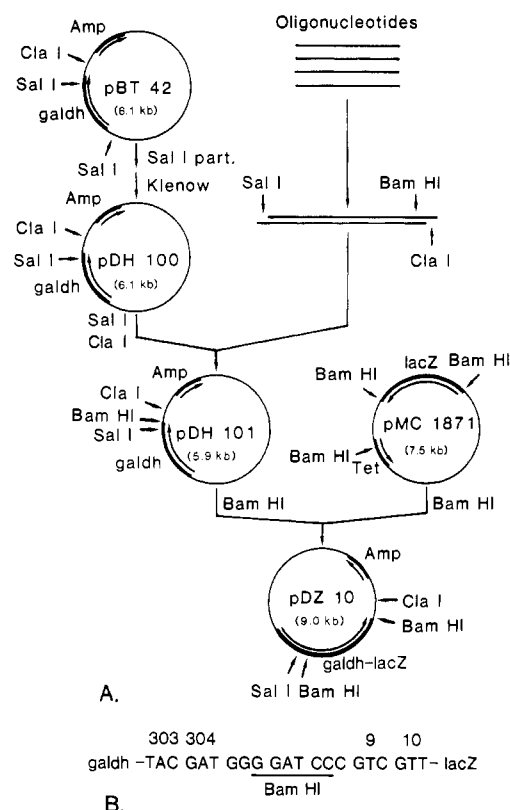 Oligonucleotides
Amp
Cla I
Sal I
galdh
pBT 42
(6.1 kb)
Sal I
Sal I part.
Klenow
Sal I
Bam HI
Cla I
Amp
Cla I
Sal I
galdh
pDH 100
(6.1 kb)
Sal I
Cla I
Amp
Cla I
Bam HI
Sal I
galdh
pDH 101
(5.9 kb)
Bam HI
lacZ
Bam HI
Bam HI
pMC 1871
(7.5 kb)
Bam HI
Tet
Bam HI
Amp
pDZ 10
(9.0 kb)
Cla I
Bam HI
galdh-lacZ
Sal I Bam HI
A.
303 304 9 10
galdh -TAC GAT GGG GAT CCC GTC GTT- lacZ
Bam HI
B.